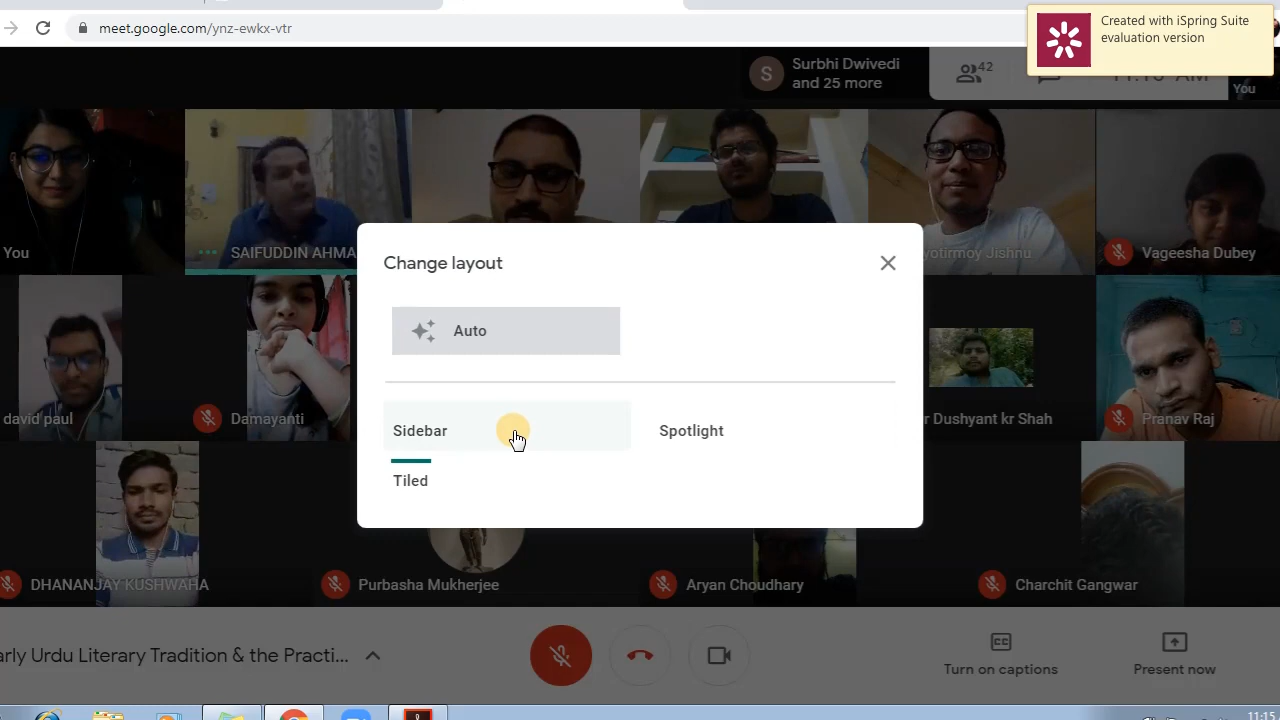 meet.google.com/ynz-ewkx-vtr
Created with iSpring Suite
evaluation version
S
Surbhi Dwivedi
and 25 more
42
You
You
SAIFUDDIN AHMA
yotirmoy Jishnu
Vageesha Dubey
Change layout
Auto
david paul
Damayanti
r Dushyant kr Shah
Pranav Raj
Sidebar
Spotlight
Tiled
DHANANJAY KUSHWAHA
Purbasha Mukherjee
Aryan Choudhary
Charchit Gangwar
arly Urdu Literary Tradition & the Practi...
CC
Turn on captions
Present now
11:15